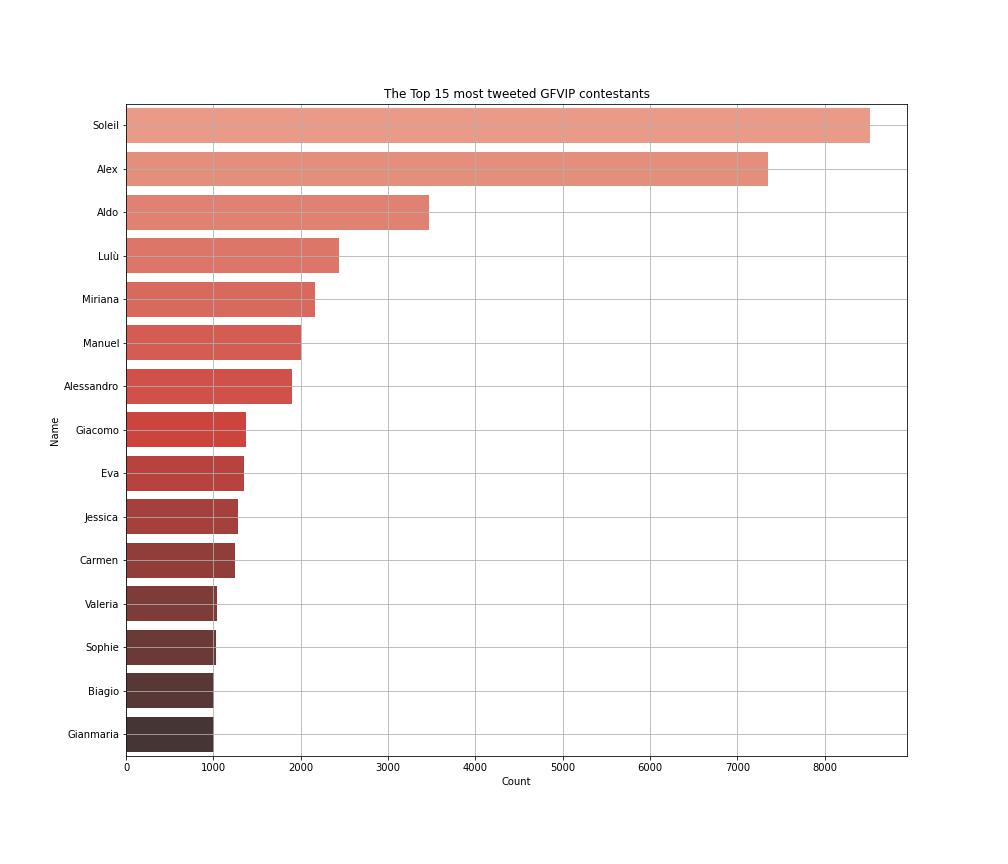 The Top 15 most tweeted GFVIP contestants
Name
Soleil
Alex
Aldo
Lulù
Miriana
Manuel
Alessandro
Giacomo
Eva
Jessica
Carmen
Valeria
Sophie
Biagio
Gianmaria
0 1000 2000 3000 4000 5000 6000 7000 8000
Count